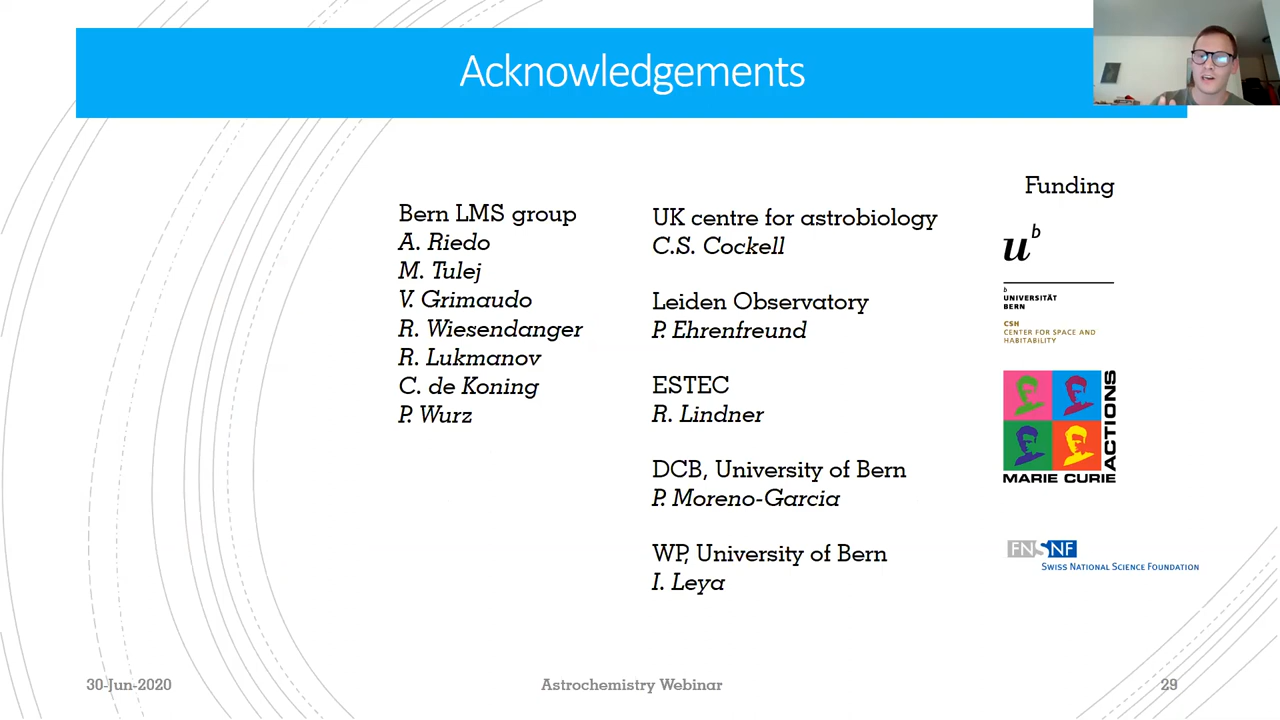 Acknowledgements
Bern LMS group
A. Riedo
M. Tulej
V. Grimaudo
R. Wiesendanger
R. Lukmanov
C. de Koning
P. Wurz
UK centre for astrobiology
C.S. Cockell
Leiden Observatory
P. Ehrenfreund
ESTEC
R. Lindner
DCB, University of Bern
P. Moreno-Garcia
WP, University of Bern
I. Leya
Funding
u b
b
UNIVERSITÄT
BERN
CSH
CENTER FOR SPACE AND
HABITABILITY
MARIE CURIE
ACTIONS
FNSNF
SWISS NATIONAL SCIENCE FOUNDATION
30-Jun-2020
Astrochemistry Webinar
29